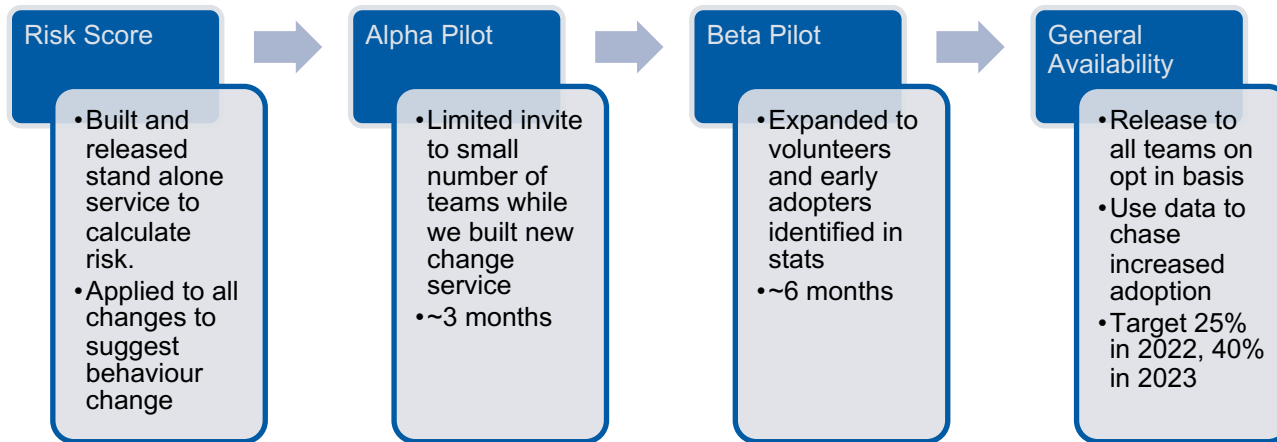 Risk Score
•Built and
released
stand alone
service to
calculate
risk.
•Applied to all
changes to
suggest
behaviour
change
Alpha Pilot
•Limited invite
to small
number of
teams while
we built new
change
service
•~3 months
Beta Pilot
•Expanded to
volunteers
and early
adopters
identified in
stats
•~6 months
General
Availability
•Release to
all teams on
opt in basis
•Use data to
chase
increased
adoption
•Target 25%
in 2022, 40%
in 2023